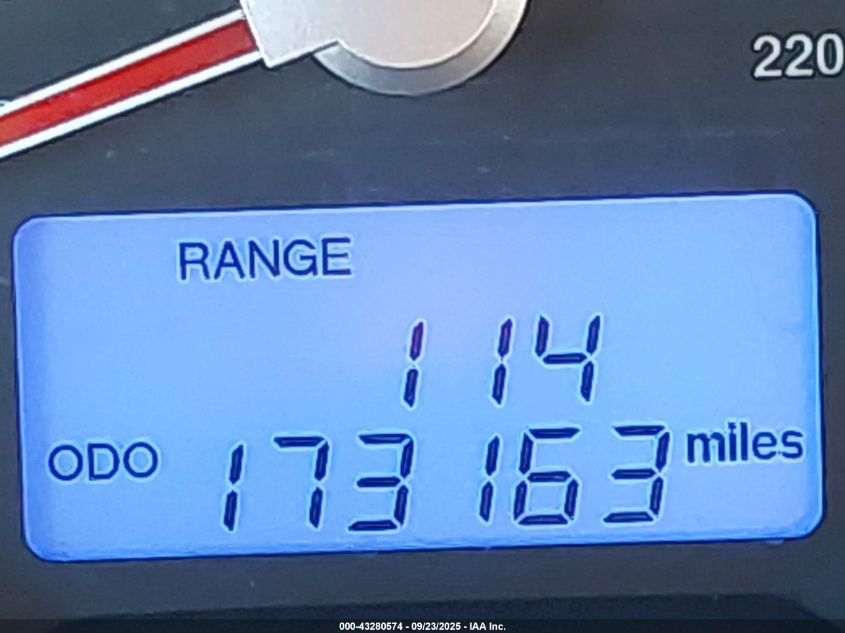 220
RANGE
114
ODO 173163 miles
000-43280574 - 09/23/2025 - IAA Inc.